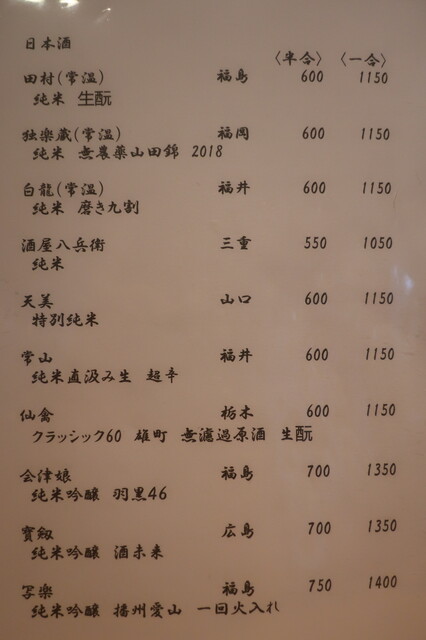 日本酒
〈半合〉 〈一合〉
田村(常温) 福島 600 1150
純米 生酛
独楽蔵(常温) 福岡 600 1150
純米 無農薬山田錦 2018
白龍(常温) 福井 600 1150
純米 磨き九割
酒屋八兵衛 三重 550 1050
純米
天美 山口 600 1150
特別純米
常山 福井 600 1150
純米直汲み生 超辛
仙禽 栃木 600 1150
クラッシック60 雄町 無濾過原酒 生酛
会津娘 福島 700 1350
純米吟醸 羽黒46
寳剱 広島 700 1350
純米吟醸 酒未来
写楽 福島 750 1400
純米吟醸 播州愛山 一回火入れ